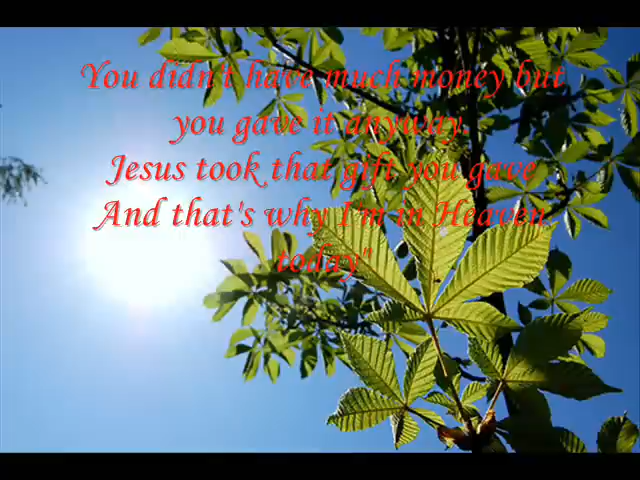 You didn't have much money but
you gave it anyway.
Jesus took that gift you gave
And that's why I'm in Heaven
today"